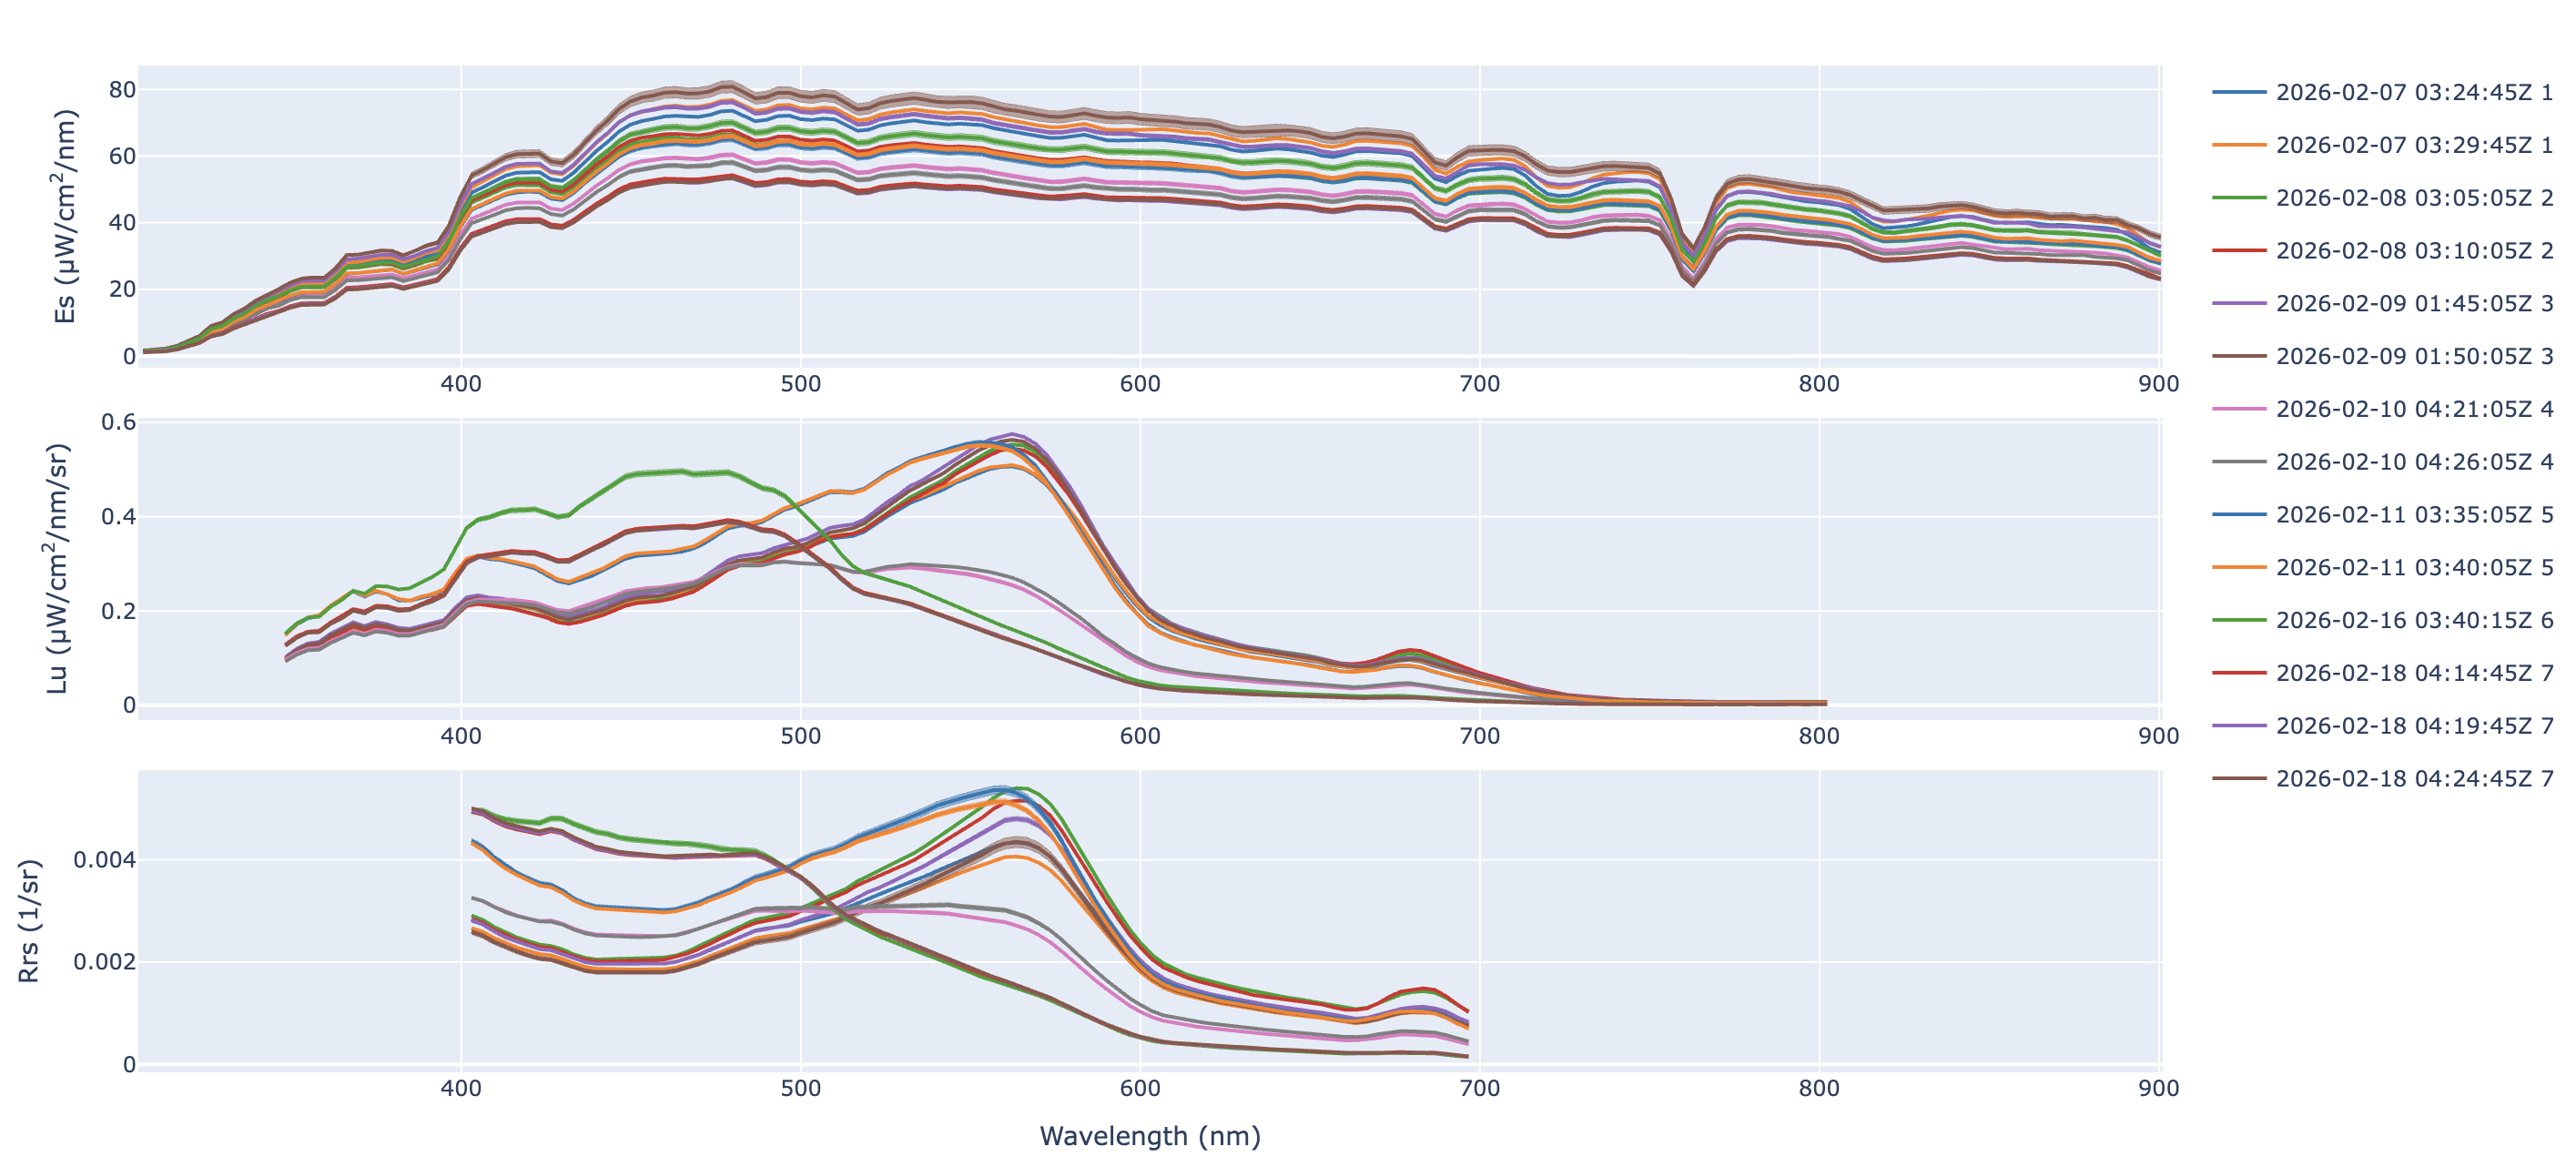 80
60
40
20
0
Es (μW/cm²/nm)
400 500 600 700 800 900
0.6
0.4
0.2
0
Lu (μW/cm²/nm/sr)
400 500 600 700 800 900
0.004
0.002
0
Rrs (1/sr)
400 500 600 700 800 900
Wavelength (nm)
2026-02-07 03:24:45Z 1
2026-02-07 03:29:45Z 1
2026-02-08 03:05:05Z 2
2026-02-08 03:10:05Z 2
2026-02-09 01:45:05Z 3
2026-02-09 01:50:05Z 3
2026-02-10 04:21:05Z 4
2026-02-10 04:26:05Z 4
2026-02-11 03:35:05Z 5
2026-02-11 03:40:05Z 5
2026-02-16 03:40:15Z 6
2026-02-18 04:14:45Z 7
2026-02-18 04:19:45Z 7
2026-02-18 04:24:45Z 7